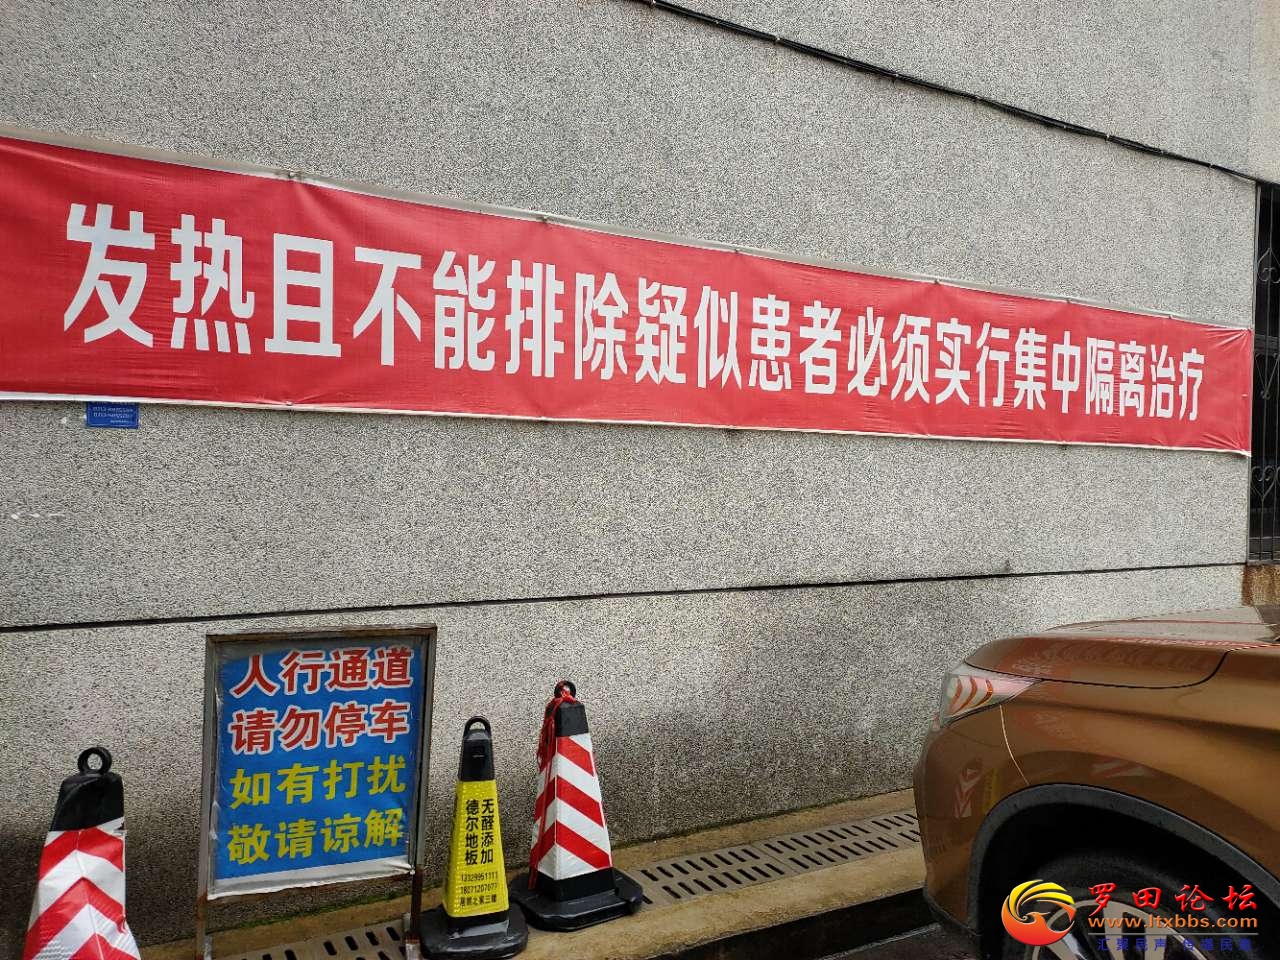 发热且不能排除疑似患者必须实行集中隔离治疗
人行通道
请勿停车
如有打扰
敬请谅解
无醛添加
德尔地板
罗田论坛
www.ltxbbs.com